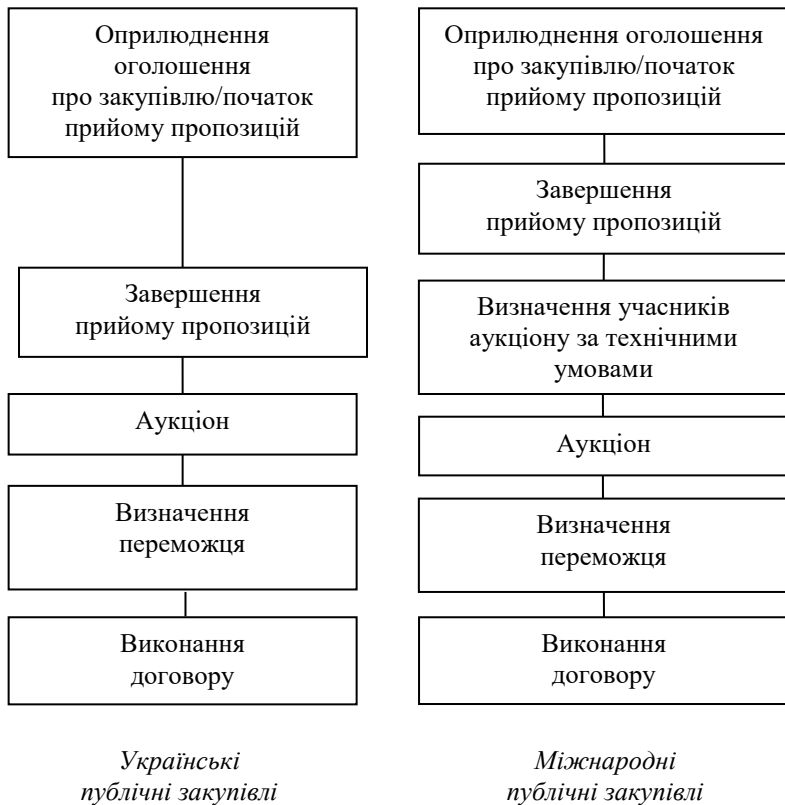 Оприлюднення
оголошення
про закупівлю/початок
прийому пропозицій
Завершення
прийому пропозицій
Аукціон
Визначення
переможця
Виконання
договору
Українські
публічні закупівлі
Оприлюднення оголошення
про закупівлю/початок
прийому пропозицій
Завершення
прийому пропозицій
Визначення учасників
аукціону за технічними
умовами
Аукціон
Визначення
переможця
Виконання
договору
Міжнародні
публічні закупівлі